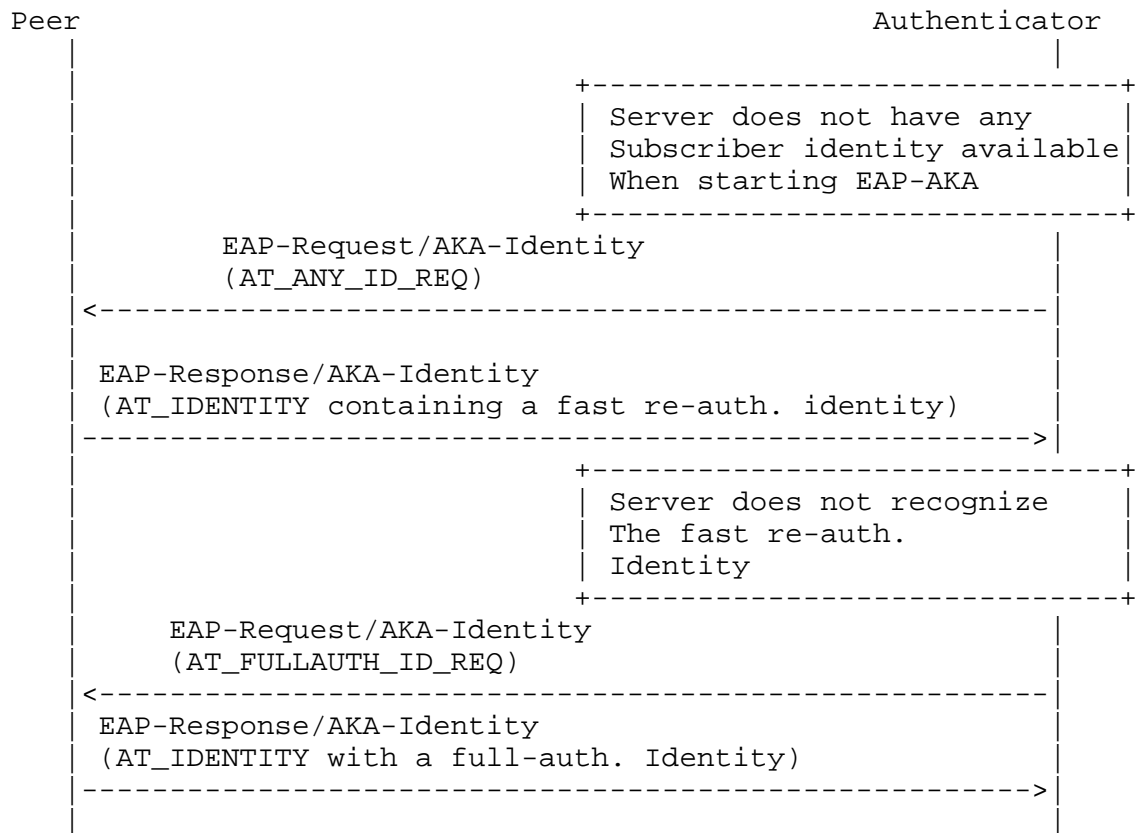 Peer Authenticator
Server does not have any
Subscriber identity available
When starting EAP-AKA
EAP-Request/AKA-Identity
(AT_ANY_ID_REQ)
EAP-Response/AKA-Identity
(AT_IDENTITY containing a fast re-auth. identity)
Server does not recognize
The fast re-auth.
Identity
EAP-Request/AKA-Identity
(AT_FULLAUTH_ID_REQ)
EAP-Response/AKA-Identity
(AT_IDENTITY with a full-auth. Identity)